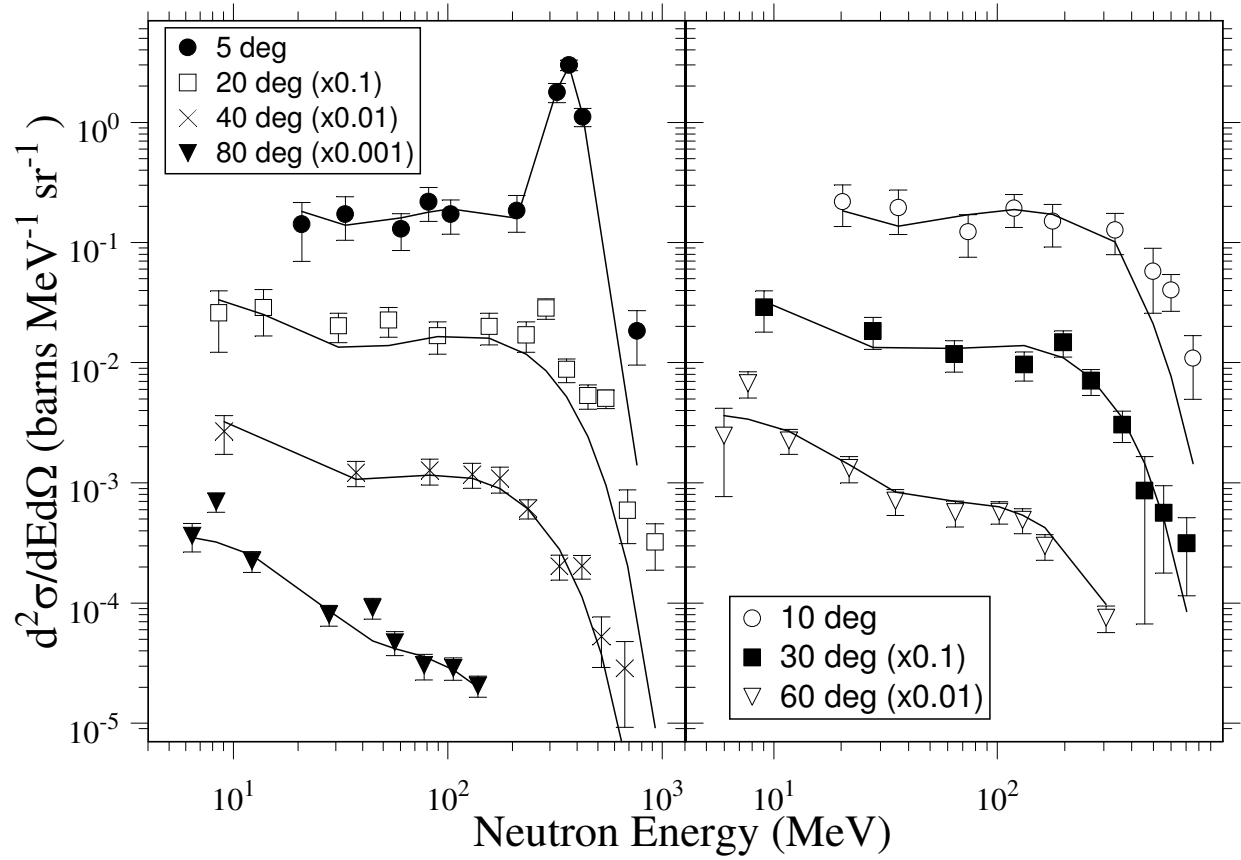 5 deg
20 deg (x0.1)
40 deg (x0.01)
80 deg (x0.001)
10 deg
30 deg (x0.1)
60 deg (x0.01)
d²σ/dEdΩ (barns MeV⁻¹ sr⁻¹ )
10⁰
10⁻¹
10⁻²
10⁻³
10⁻⁴
10⁻⁵
10¹ 10² 10³ 10¹ 10²
Neutron Energy (MeV)